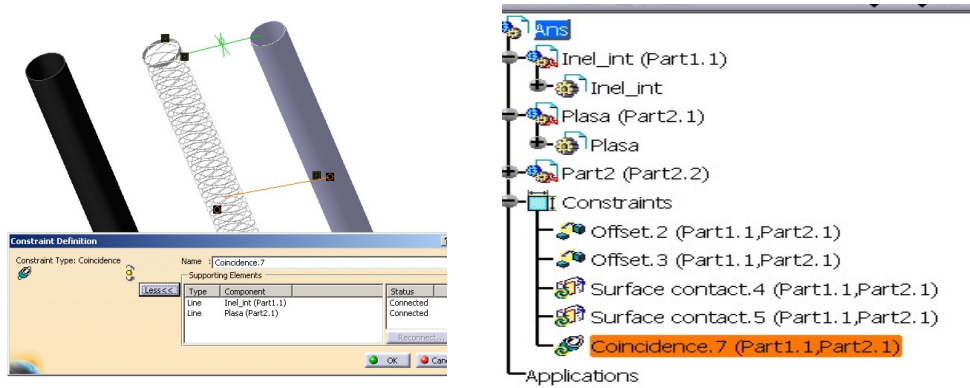 Constraint Definition
Constraint Type: Coincidence
Name : Coincidence.7
Supporting Elements
Type Component Status
Line Inel_int (Part1.1) Connected
Line Plasa (Part2.1) Connected
Less<<
Reconnect...
OK Can
Ans
Inel_int (Part1.1)
Inel_int
Plasa (Part2.1)
Plasa
Part2 (Part2.2)
Constraints
Offset.2 (Part1.1,Part2.1)
Offset.3 (Part1.1,Part2.1)
Surface contact.4 (Part1.1,Part2.1)
Surface contact.5 (Part1.1,Part2.1)
Coincidence.7 (Part1.1,Part2.1)
Applications